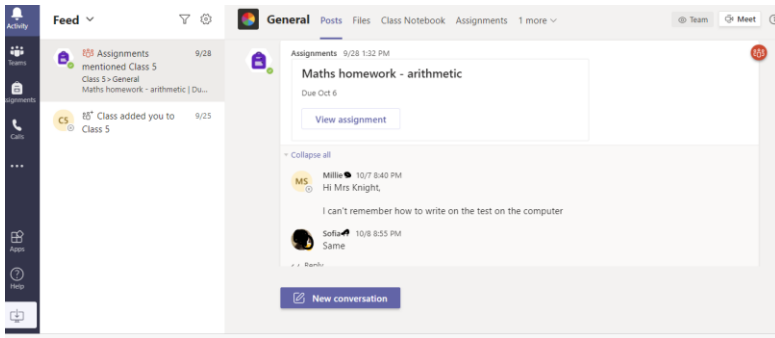 Activity
Teams
signments
Calls
Apps
Help
Feed
Assignments 9/28
mentioned Class 5
Class 5 > General
Maths homework - arithmetic | Du...
CS
Class added you to 9/25
Class 5
General Posts Files Class Notebook Assignments 1 more
Team
Meet
Assignments 9/28 1:32 PM
Maths homework - arithmetic
Due Oct 6
View assignment
Collapse all
MS
Millie 10/7 8:40 PM
Hi Mrs Knight,
I can't remember how to write on the test on the computer
Sofia 10/8 8:55 PM
Same
Reply
New conversation